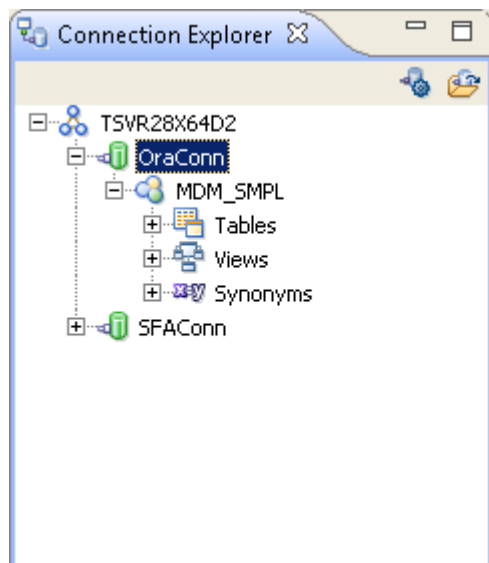 Connection Explorer
TSVR28X64D2
OraConn
MDM_SMPL
Tables
Views
Synonyms
SFAConn